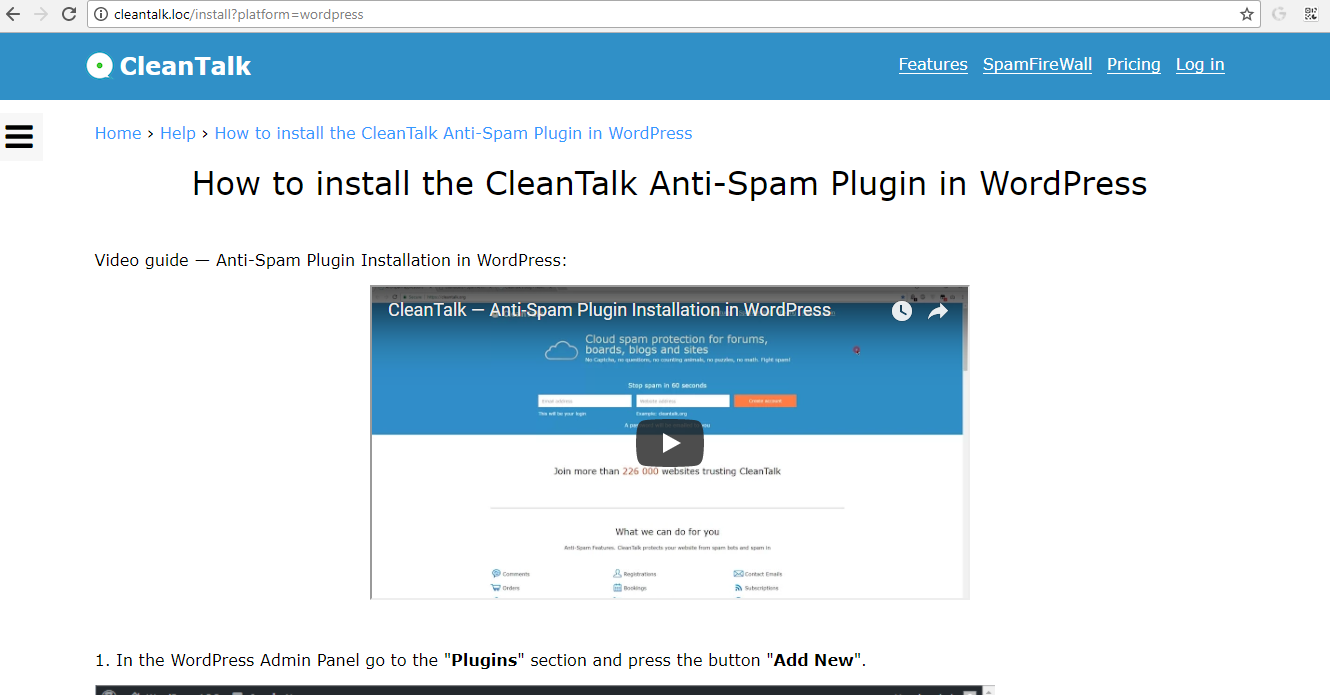 cleantalk.loc/install?platform=wordpress
CleanTalk
Features SpamFireWall Pricing Log in
Home › Help › How to install the CleanTalk Anti-Spam Plugin in WordPress
How to install the CleanTalk Anti-Spam Plugin in WordPress
Video guide — Anti-Spam Plugin Installation in WordPress:
CleanTalk — Anti-Spam Plugin Installation in WordPress
Cloud spam protection for forums,
boards, blogs and sites
No Captcha, no questions, no counting animals, no puzzles, no math. Fight spam!
Stop spam in 60 seconds
Email address Website address Create account
This will be your login Example: cleantalk.org
Join more than 226 000 websites trusting CleanTalk
What we can do for you
Anti-Spam Features. CleanTalk protects your website from spam bots and spam in
Comments Registrations Contact Emails
Orders Bookings Subscriptions
1. In the WordPress Admin Panel go to the "Plugins" section and press the button "Add New".